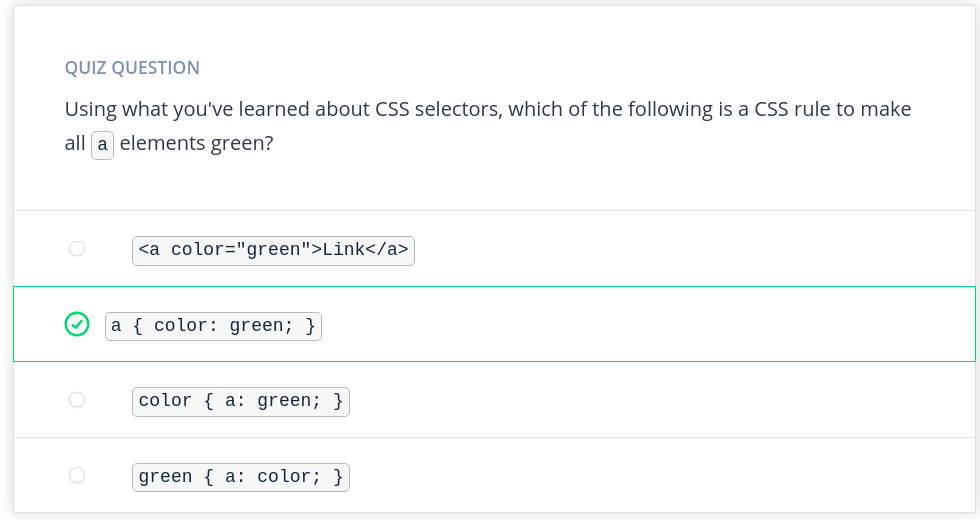 QUIZ QUESTION
Using what you've learned about CSS selectors, which of the following is a CSS rule to make
all a elements green?
<a color="green">Link</a>
a { color: green; }
color { a: green; }
green { a: color; }